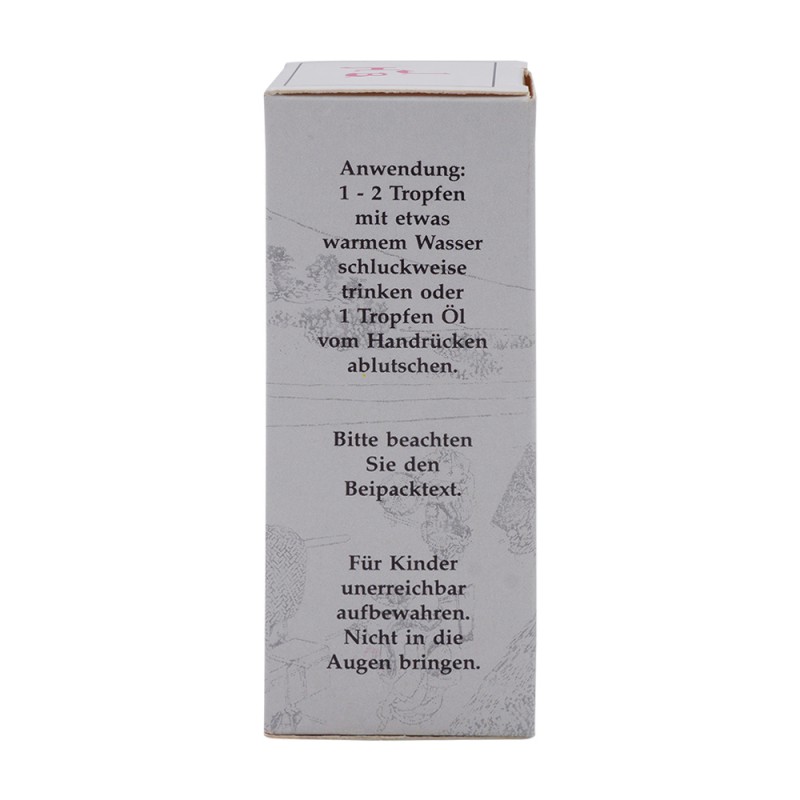 Anwendung:
1 - 2 Tropfen
mit etwas
warmem Wasser
schluckweise
trinken oder
1 Tropfen Öl
vom Handrücken
ablutschen.
Bitte beachten
Sie den
Beipacktext.
Für Kinder
unerreichbar
aufbewahren.
Nicht in die
Augen bringen.